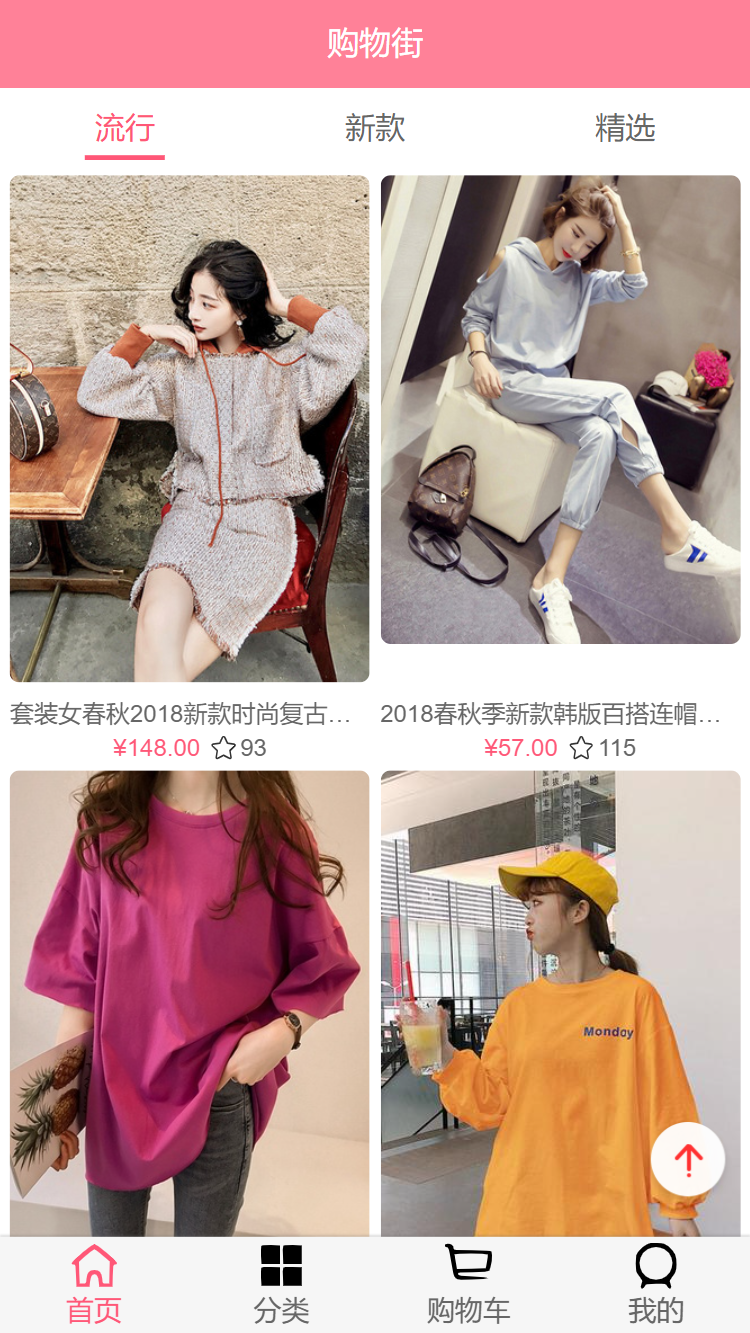 购物街
流行
新款
精选
套装女春秋2018新款时尚复古…
2018春秋季新款韩版百搭连帽…
¥148.00 93
¥57.00 115
Monday
首页
分类
购物车
我的